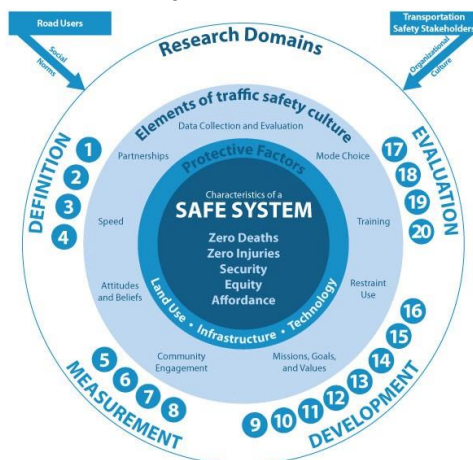 Road Users
Social
Norms
Transportation
Safety Stakeholders
Organizational
Culture
Research Domains
Elements of traffic safety culture
Data Collection and Evaluation
Partnerships
Mode Choice
Protective Factors
Characteristics of a
SAFE SYSTEM
Zero Deaths
Zero Injuries
Security
Equity
Affordance
Land Use • Infrastructure • Technology
Speed
Training
Attitudes
and Beliefs
Restraint
Use
Community
Engagement
Missions, Goals,
and Values
DEFINITION
1
2
3
4
MEASUREMENT
5
6
7
8
DEVELOPMENT
9
10
11
12
13
14
15
16
EVALUATION
17
18
19
20